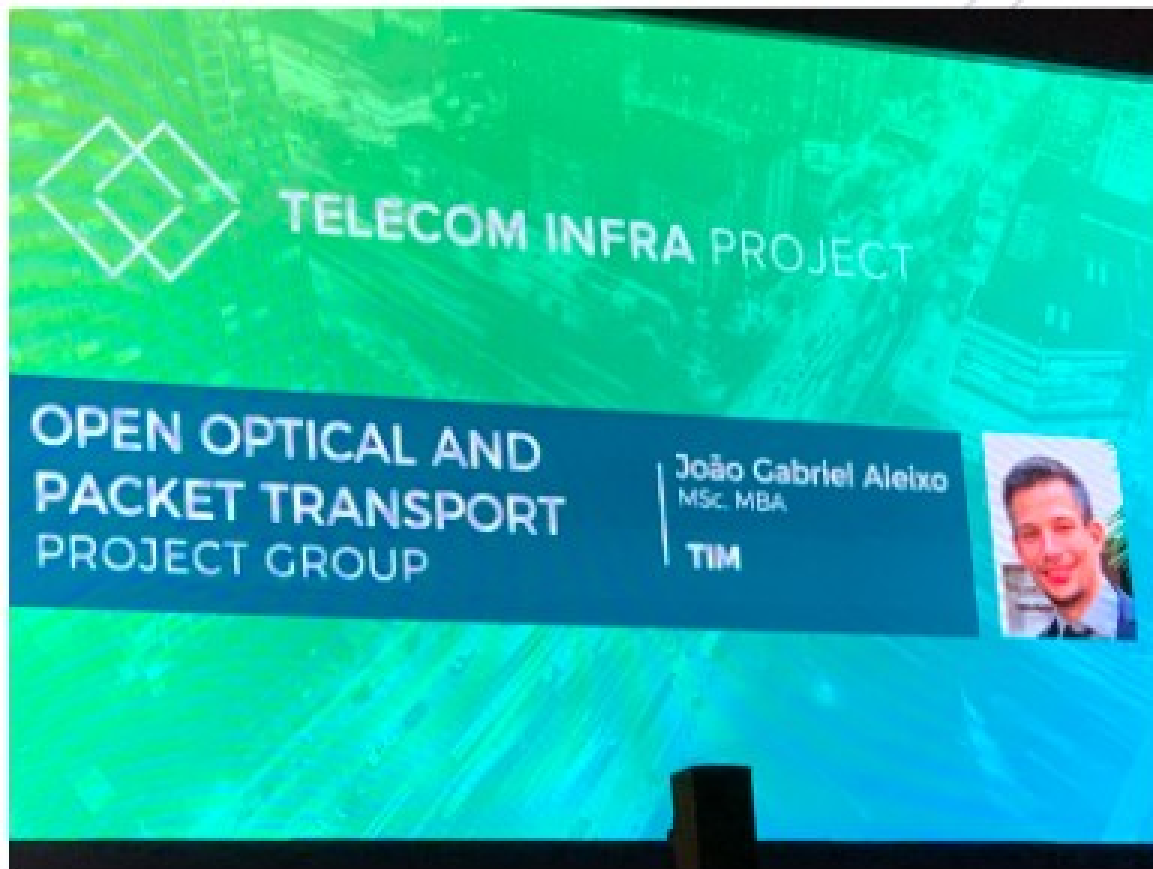 TELECOM INFRA PROJECT
OPEN OPTICAL AND
PACKET TRANSPORT
PROJECT GROUP
João Gabriel Aleixo
MSc. MBA
TIM